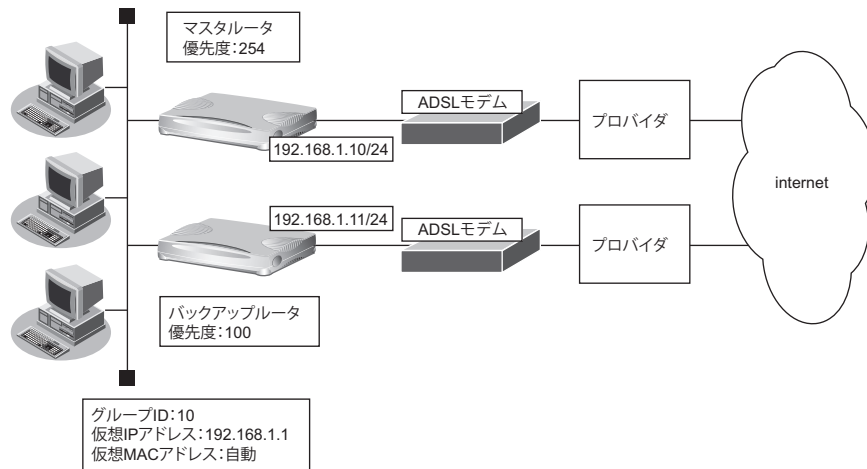 マスタルータ
優先度：254
ADSLモデム
プロバイダ
192.168.1.10/24
internet
192.168.1.11/24
ADSLモデム
プロバイダ
バックアップルータ
優先度：100
グループID：10
仮想IPアドレス：192.168.1.1
仮想MACアドレス：自動